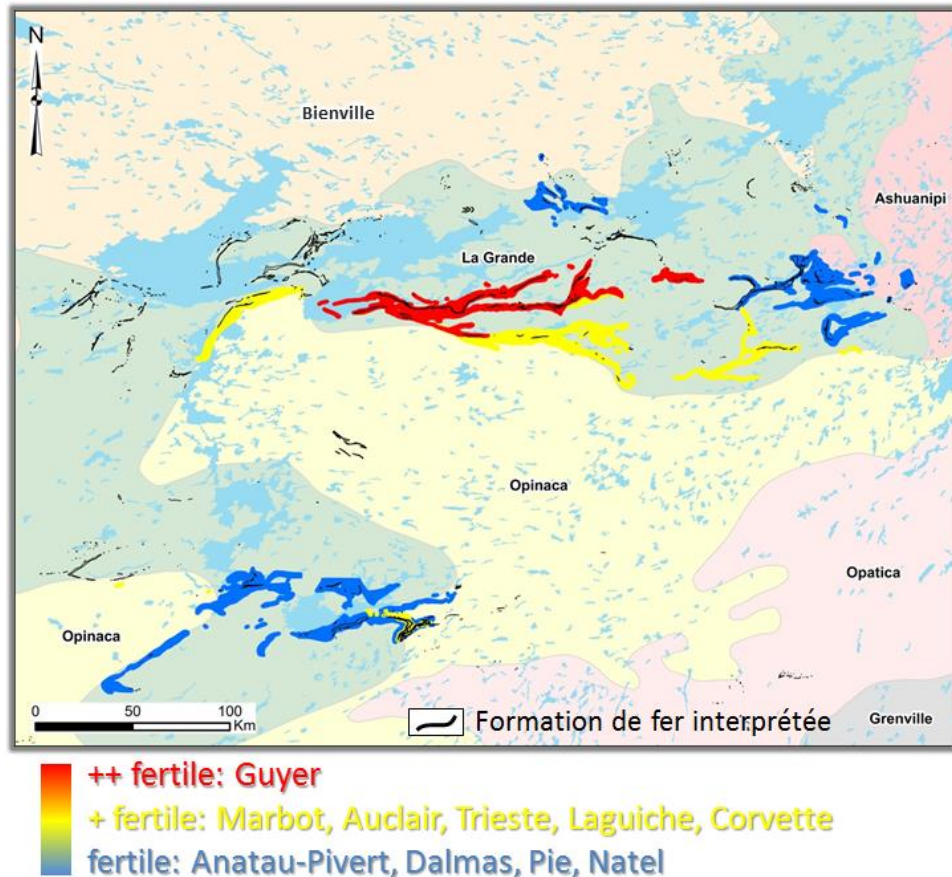 N
Bienville
Ashuanipi
La Grande
Opinaca
Opatica
Opinaca
0 50 100
Km
Formation de fer interprétée
Grenville
++ fertile: Guyer
+ fertile: Marbot, Auclair, Trieste, Laguiche, Corvette
fertile: Anatau-Pivert, Dalmas, Pie, Natel